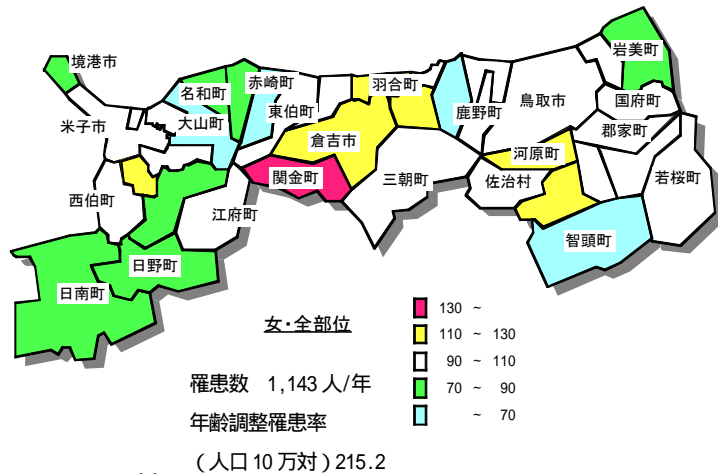 岩美町
境港市
赤崎町
羽合町
名和町
鹿野町
鳥取市
国府町
東伯町
米子市
大山町
倉吉市
郡家町
河原町
関金町
三朝町
佐治村
若桜町
西伯町
江府町
智頭町
日野町
日南町
女・全部位
130 ~
110 ~ 130
90 ~ 110
70 ~ 90
~ 70
罹患数 1,143 人/年
年齢調整罹患率
(人口 10 万対) 215.2